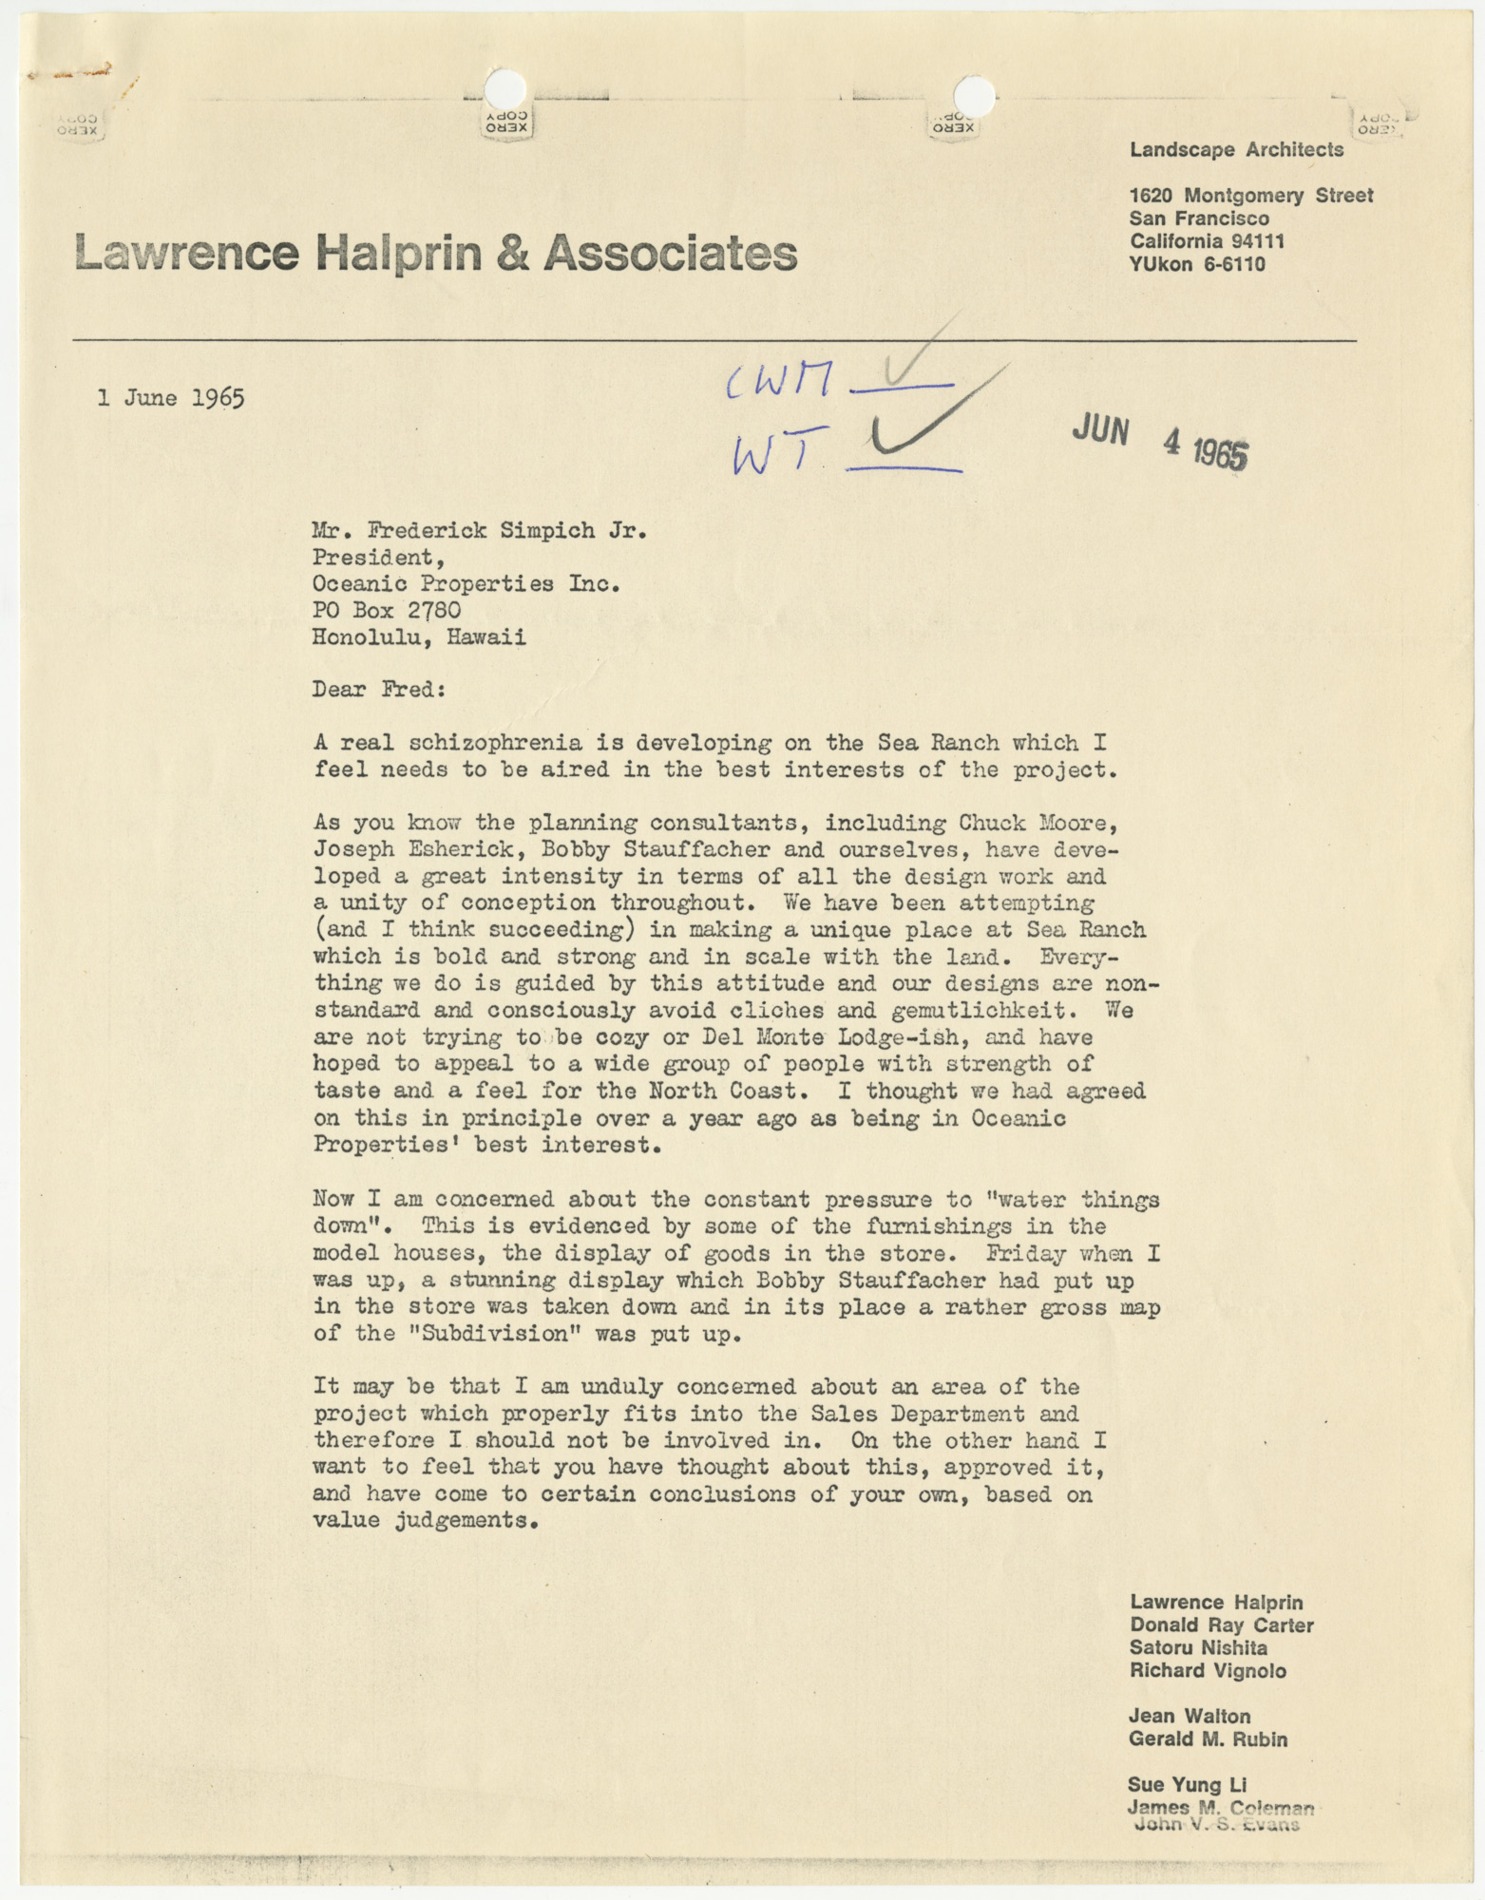 XERO COPY
XERO COPY
XERO
XERO COPY
Landscape Architects
1620 Montgomery Street
San Francisco
California 94111
YUkon 6-6110
Lawrence Halprin & Associates
1 June 1965
CWM
WT
JUN 4 1965
Mr. Frederick Simpich Jr.
President,
Oceanic Properties Inc.
PO Box 2780
Honolulu, Hawaii
Dear Fred:
A real schizophrenia is developing on the Sea Ranch which I
feel needs to be aired in the best interests of the project.
As you know the planning consultants, including Chuck Moore,
Joseph Esherick, Bobby Stauffacher and ourselves, have deve-
loped a great intensity in terms of all the design work and
a unity of conception throughout. We have been attempting
(and I think succeeding) in making a unique place at Sea Ranch
which is bold and strong and in scale with the land. Every-
thing we do is guided by this attitude and our designs are non-
standard and consciously avoid cliches and gemutlichkeit. We
are not trying to be cozy or Del Monte Lodge-ish, and have
hoped to appeal to a wide group of people with strength of
taste and a feel for the North Coast. I thought we had agreed
on this in principle over a year ago as being in Oceanic
Properties' best interest.
Now I am concerned about the constant pressure to "water things
down". This is evidenced by some of the furnishings in the
model houses, the display of goods in the store. Friday when I
was up, a stunning display which Bobby Stauffacher had put up
in the store was taken down and in its place a rather gross map
of the "Subdivision" was put up.
It may be that I am unduly concerned about an area of the
project which properly fits into the Sales Department and
therefore I should not be involved in. On the other hand I
want to feel that you have thought about this, approved it,
and have come to certain conclusions of your own, based on
value judgements.
Lawrence Halprin
Donald Ray Carter
Satoru Nishita
Richard Vignolo
Jean Walton
Gerald M. Rubin
Sue Yung Li
James M. Coleman
John V. S. Evans